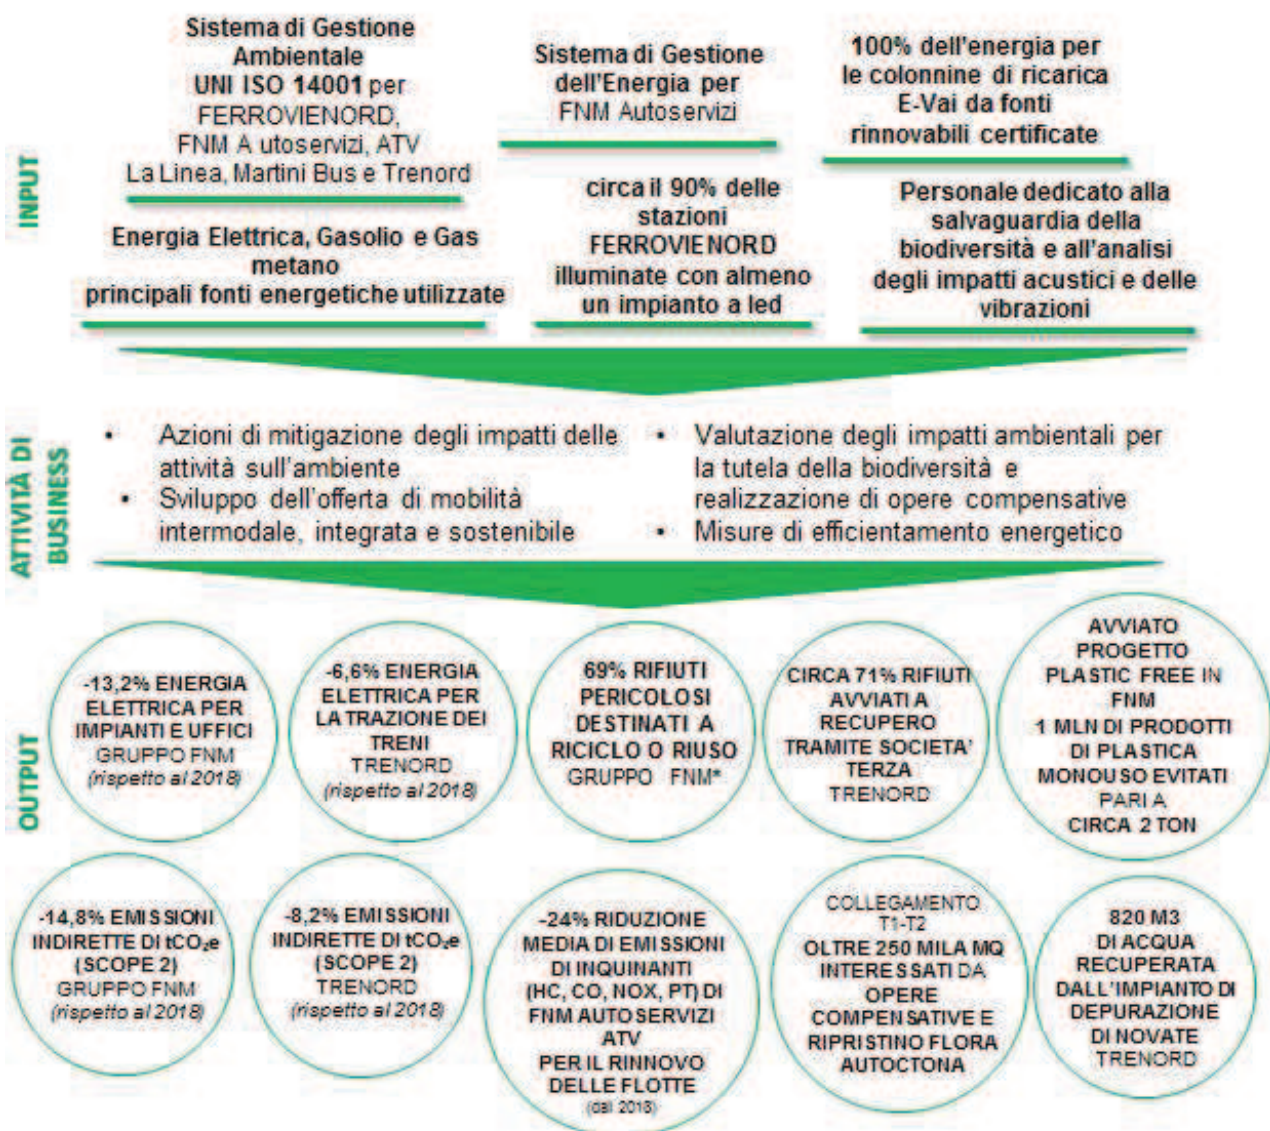 INPUT
Sistema di Gestione
Ambientale
UNI ISO 14001 per
FERROVIENORD,
FNM A utoservizi, ATV
La Linea, Martini Bus e Trenord
Sistema di Gestione
dell'Energia per
FNM Autoservizi
100% dell'energia per
le colonnine di ricarica
E-Vai da fonti
rinnovabili certificate
Energia Elettrica, Gasolio e Gas
metano
principali fonti energetiche utilizzate
circa il 90% delle
stazioni
FERROVIENORD
illuminate con almeno
un impianto a led
Personale dedicato alla
salvaguardia della
biodiversità e all'analisi
degli impatti acustici e delle
vibrazioni
ATTIVITÀ DI
BUSINESS
• Azioni di mitigazione degli impatti delle
attività sull'ambiente
• Sviluppo dell'offerta di mobilità
intermodale, integrata e sostenibile
• Valutazione degli impatti ambientali per
la tutela della biodiversità e
realizzazione di opere compensative
• Misure di efficientamento energetico
OUTPUT
-13,2% ENERGIA
ELETTRICA PER
IMPIANTI E UFFICI
GRUPPO FNM
(rispetto al 2018)
-6,6% ENERGIA
ELETTRICA PER
LA TRAZIONE DEI
TRENI
TRENORD
(rispetto al 2018)
69% RIFIUTI
PERICOLOSI
DESTINATI A
RICICLO O RIUSO
GRUPPO FNM*
CIRCA 71% RIFIUTI
AVVIATI A
RECUPERO
TRAMITE SOCIETA'
TERZA
TRENORD
AVVIATO
PROGETTO
PLASTIC FREE IN
FNM
1 MLN DI PRODOTTI
DI PLASTICA
MONOUSO EVITATI
PARI A
CIRCA 2 TON
-14,8% EMISSIONI
INDIRETTE DI tCO₂e
(SCOPE 2)
GRUPPO FNM
(rispetto al 2018)
-8,2% EMISSIONI
INDIRETTE DI tCO₂e
(SCOPE 2)
TRENORD
(rispetto al 2018)
-24% RIDUZIONE
MEDIA DI EMISSIONI
DI INQUINANTI
(HC, CO, NOX, PT) DI
FNM AUTOSERVIZI
ATV
PER IL RINNOVO
DELLE FLOTTE
(dal 2018)
COLLEGAMENTO
T1-T2
OLTRE 250 MILA MQ
INTERESSATI DA
OPERE
COMPENSATIVE E
RIPRISTINO FLORA
AUTOCTONA
820 M3
DI ACQUA
RECUPERATA
DALL'IMPIANTO DI
DEPURAZIONE
DI NOVATE
TRENORD